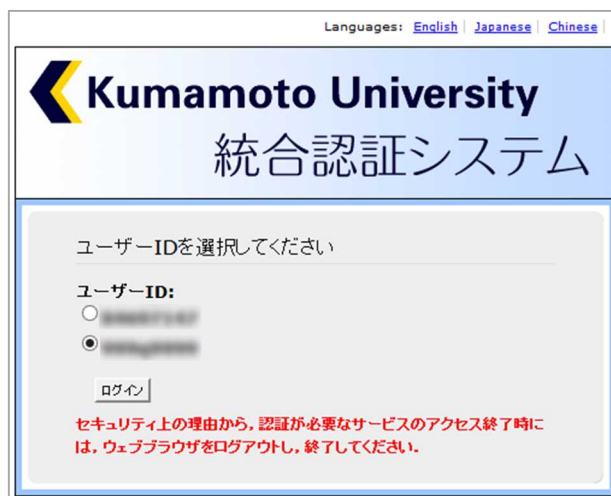 Languages: English | Japanese | Chinese |
Kumamoto University
統合認証システム
ユーザーIDを選択してください
ユーザーID:
ログイン
セキュリティ上の理由から，認証が必要なサービスのアクセス終了時に
は，ウェブブラウザをログアウトし，終了してください．